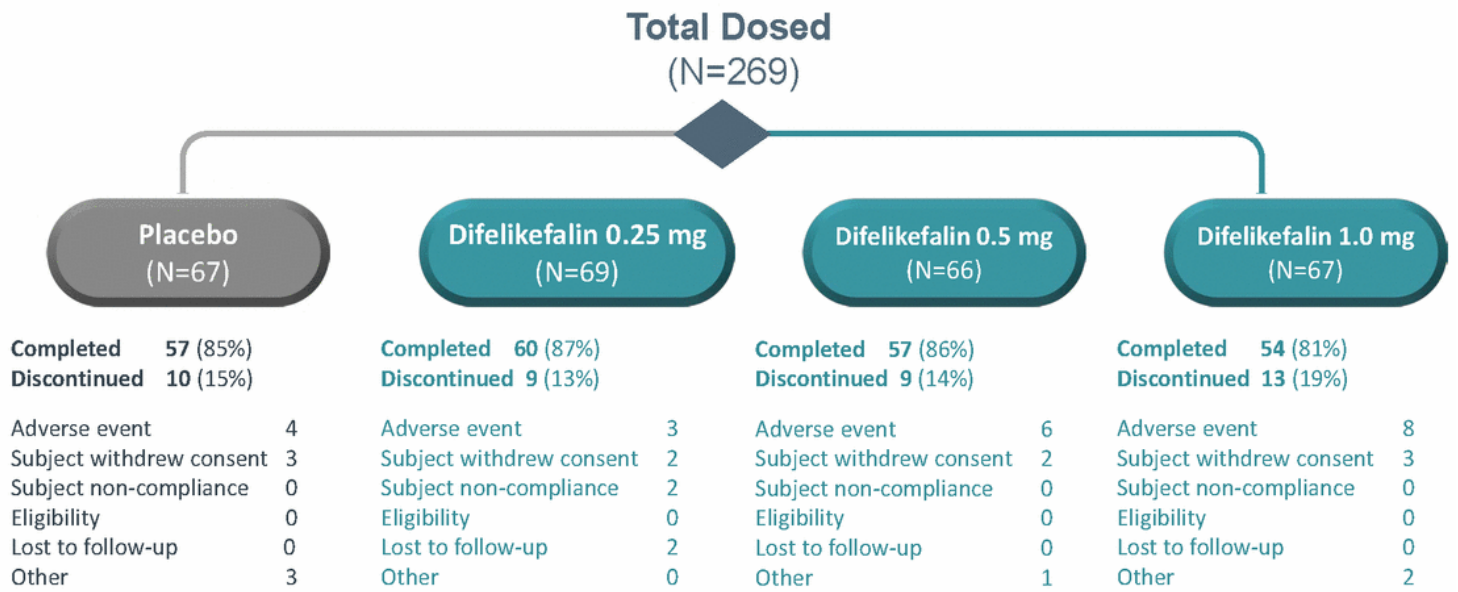 Total Dosed
(N=269)
Placebo
(N=67)
Difelikefalin 0.25 mg
(N=69)
Difelikefalin 0.5 mg
(N=66)
Difelikefalin 1.0 mg
(N=67)
Completed 57 (85%)
Discontinued 10 (15%)
Adverse event 4
Subject withdrew consent 3
Subject non-compliance 0
Eligibility 0
Lost to follow-up 0
Other 3
Completed 60 (87%)
Discontinued 9 (13%)
Adverse event 3
Subject withdrew consent 2
Subject non-compliance 2
Eligibility 0
Lost to follow-up 2
Other 0
Completed 57 (86%)
Discontinued 9 (14%)
Adverse event 6
Subject withdrew consent 2
Subject non-compliance 0
Eligibility 0
Lost to follow-up 0
Other 1
Completed 54 (81%)
Discontinued 13 (19%)
Adverse event 8
Subject withdrew consent 3
Subject non-compliance 0
Eligibility 0
Lost to follow-up 0
Other 2